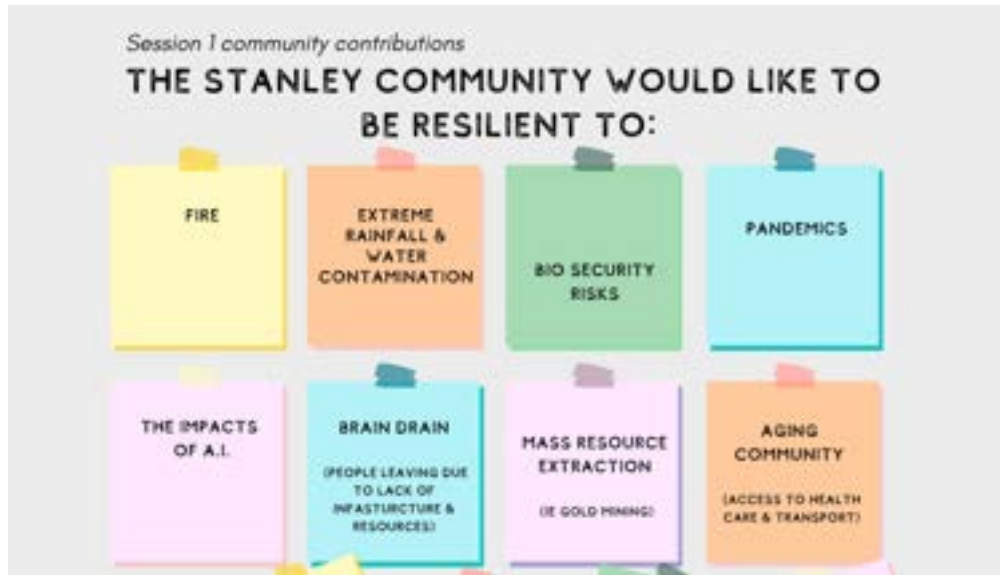 Session 1 community contributions
THE STANLEY COMMUNITY WOULD LIKE TO
BE RESILIENT TO:
FIRE
EXTREME
RAINFALL &
WATER
CONTAMINATION
BIO SECURITY
RISKS
PANDEMICS
THE IMPACTS
OF A.I.
BRAIN DRAIN
(PEOPLE LEAVING DUE
TO LACK OF
INFASTURCTURE &
RESOURCES)
MASS RESOURCE
EXTRACTION
(IE GOLD MINING)
AGING
COMMUNITY
(ACCESS TO HEALTH
CARE & TRANSPORT)